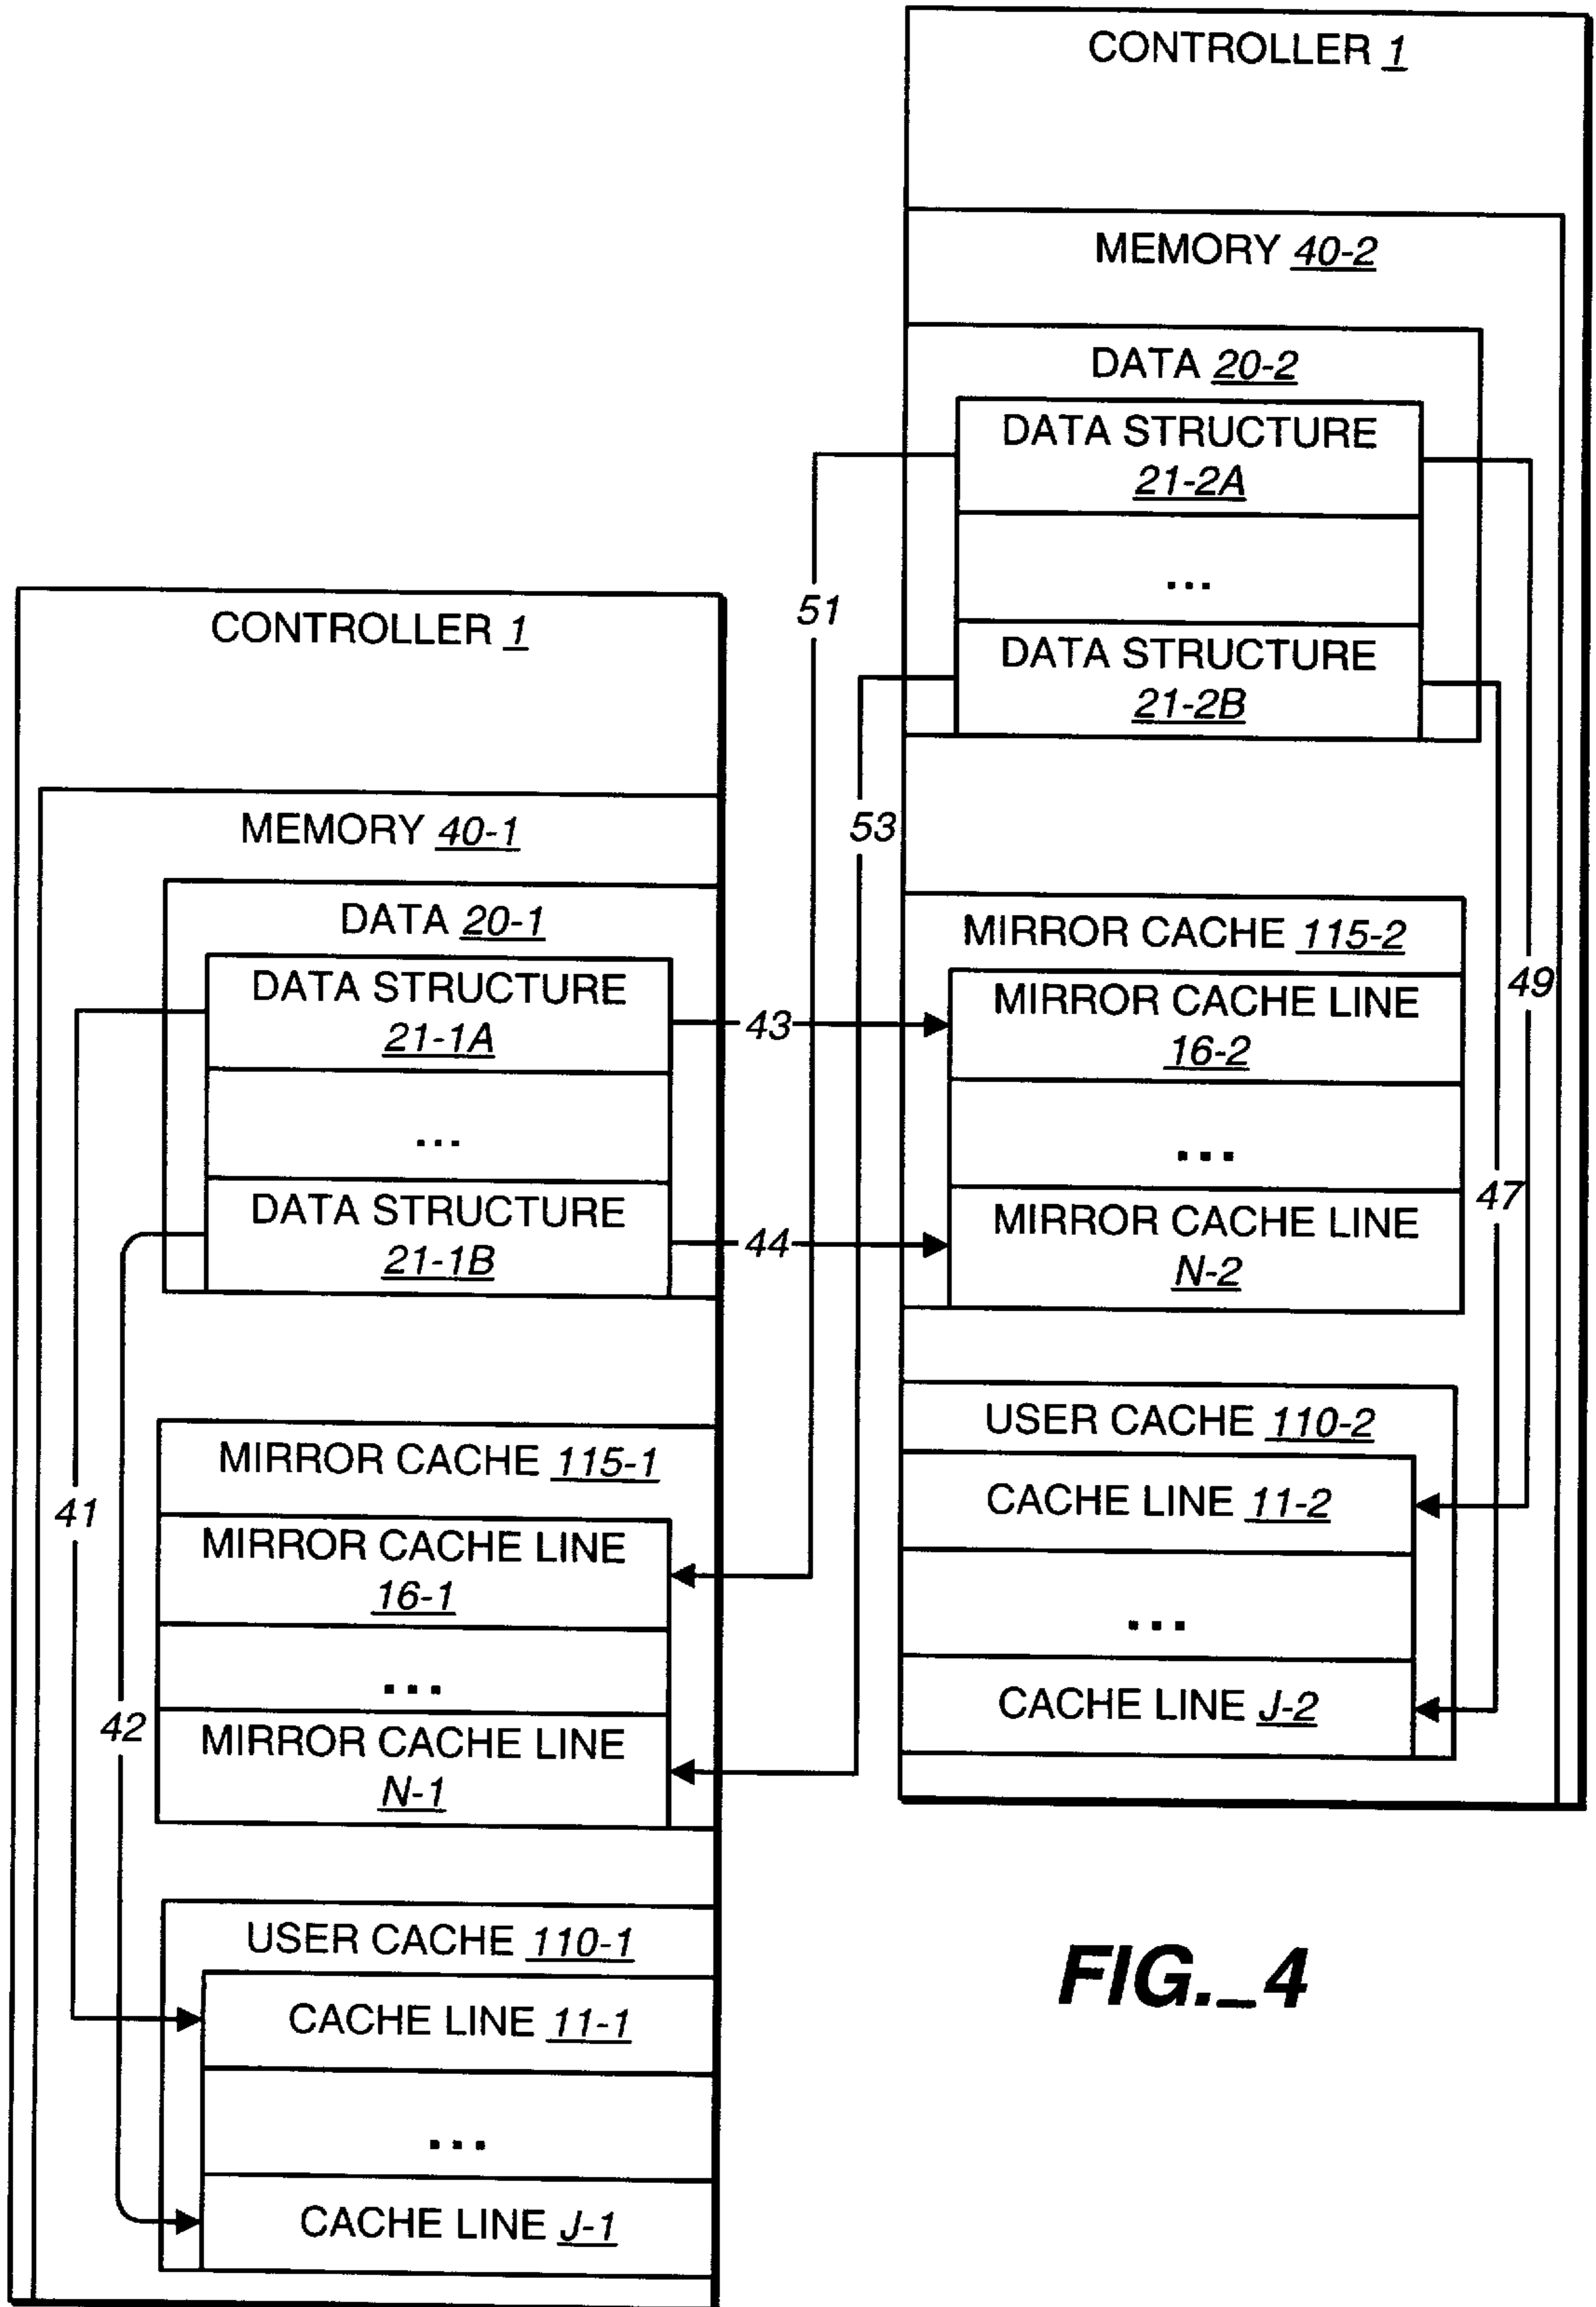 CONTROLLER 1
MEMORY 40-2
DATA 20-2
DATA STRUCTURE
21-2A
...
DATA STRUCTURE
21-2B
MIRROR CACHE 115-2
MIRROR CACHE LINE
16-2
...
MIRROR CACHE LINE
N-2
USER CACHE 110-2
CACHE LINE 11-2
...
CACHE LINE J-2
49
47
51
53
43
44
CONTROLLER 1
MEMORY 40-1
DATA 20-1
DATA STRUCTURE
21-1A
...
DATA STRUCTURE
21-1B
MIRROR CACHE 115-1
MIRROR CACHE LINE
16-1
...
MIRROR CACHE LINE
N-1
USER CACHE 110-1
CACHE LINE 11-1
...
CACHE LINE J-1
41
42
FIG._4